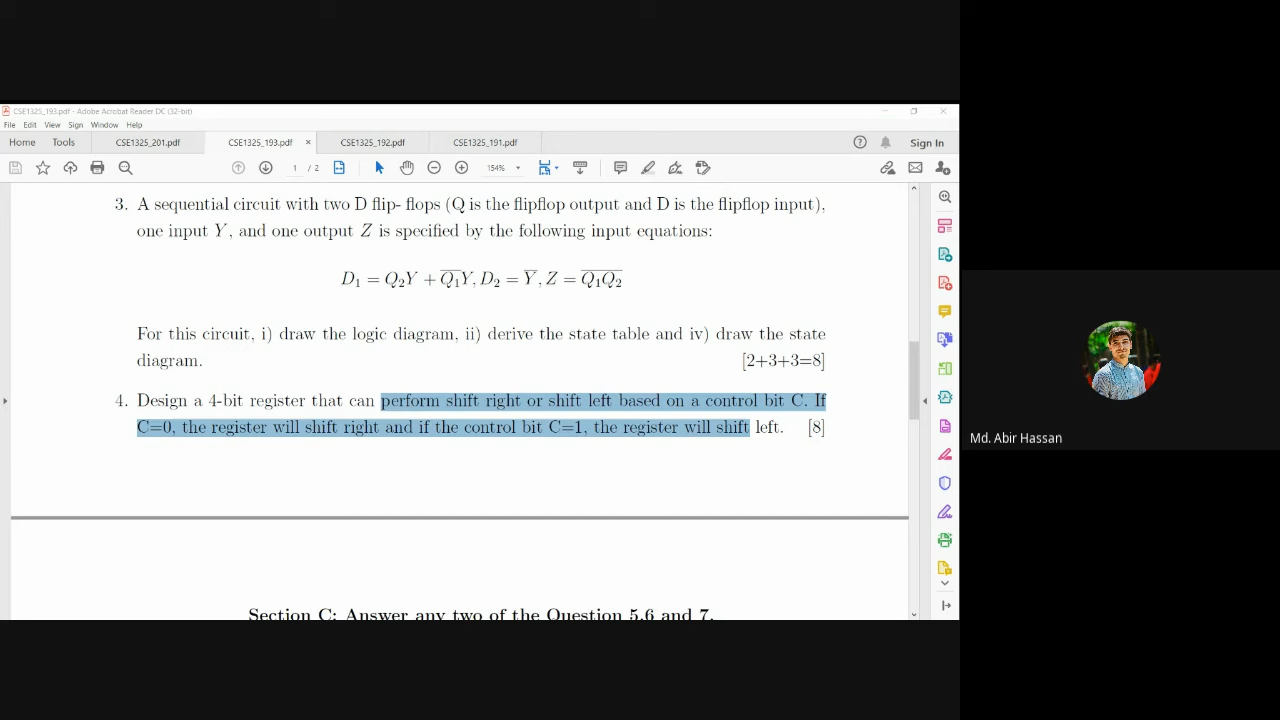 CSE1325_193.pdf - Adobe Acrobat Reader DC (32-bit)
File Edit View Sign Window Help
Home Tools CSE1325_201.pdf CSE1325_193.pdf × CSE1325_192.pdf CSE1325_191.pdf Sign In
1 / 2 154%
3. A sequential circuit with two D flip- flops (Q is the flipflop output and D is the flipflop input),
one input Y, and one output Z is specified by the following input equations:
D₁ = Q₂Y + Q̅₁̅Y, D₂ = Y̅, Z = Q̅₁̅Q̅₂̅
For this circuit, i) draw the logic diagram, ii) derive the state table and iv) draw the state
diagram. [2+3+3=8]
4. Design a 4-bit register that can perform shift right or shift left based on a control bit C. If
C=0, the register will shift right and if the control bit C=1, the register will shift left. [8]
Section C: Answer any two of the Question 5,6 and 7.
Md. Abir Hassan